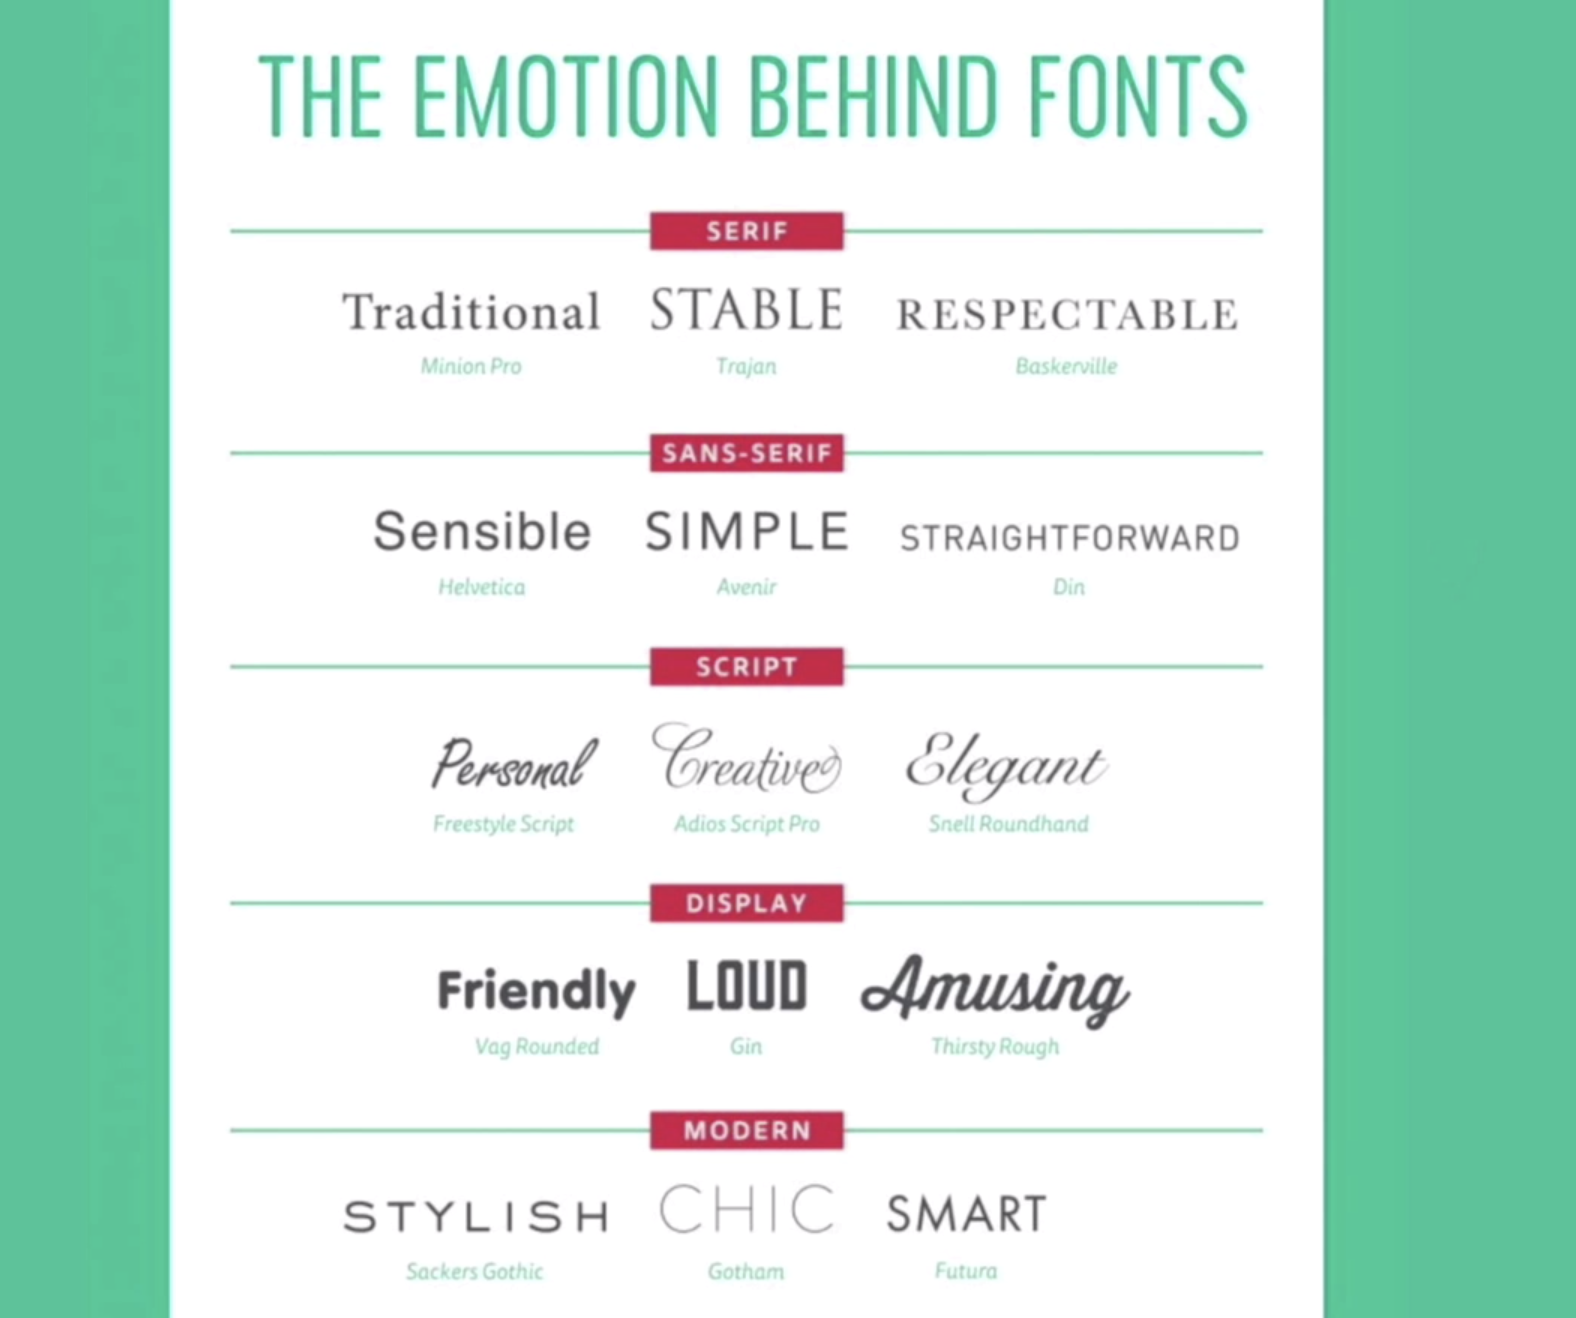 THE EMOTION BEHIND FONTS
SERIF
Traditional STABLE RESPECTABLE
Minion Pro Trajan Baskerville
SANS-SERIF
Sensible SIMPLE STRAIGHTFORWARD
Helvetica Avenir Din
SCRIPT
Personal Creative Elegant
Freestyle Script Adios Script Pro Snell Roundhand
DISPLAY
Friendly LOUD Amusing
Vag Rounded Gin Thirsty Rough
MODERN
STYLISH CHIC SMART
Sackers Gothic Gotham Futura